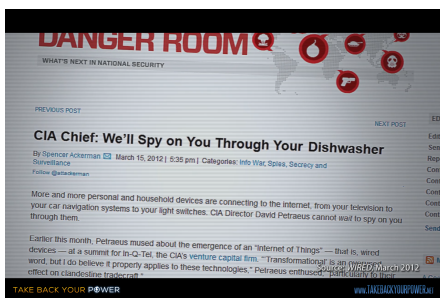 DANGER ROOM
WHAT'S NEXT IN NATIONAL SECURITY
PREVIOUS POST
NEXT POST
CIA Chief: We'll Spy on You Through Your Dishwasher
By Spencer Ackerman March 15, 2012 | 5:35 pm | Categories: Info War, Spies, Secrecy and
Surveillance
Follow @attackerman
More and more personal and household devices are connecting to the internet, from your television to
your car navigation systems to your light switches. CIA Director David Petraeus cannot wait to spy on you
through them.
Earlier this month, Petraeus mused about the emergence of an "Internet of Things" — that is, wired
devices — at a summit for In-Q-Tel, the CIA's venture capital firm. "'Transformational' is an overused
word, but I do believe it properly applies to these technologies," Petraeus enthused, "particularly to their
effect on clandestine tradecraft."
Source: WIRED, March 2012
TAKE BACK YOUR POWER
WWW.TAKEBACKYOURPOWER.NET